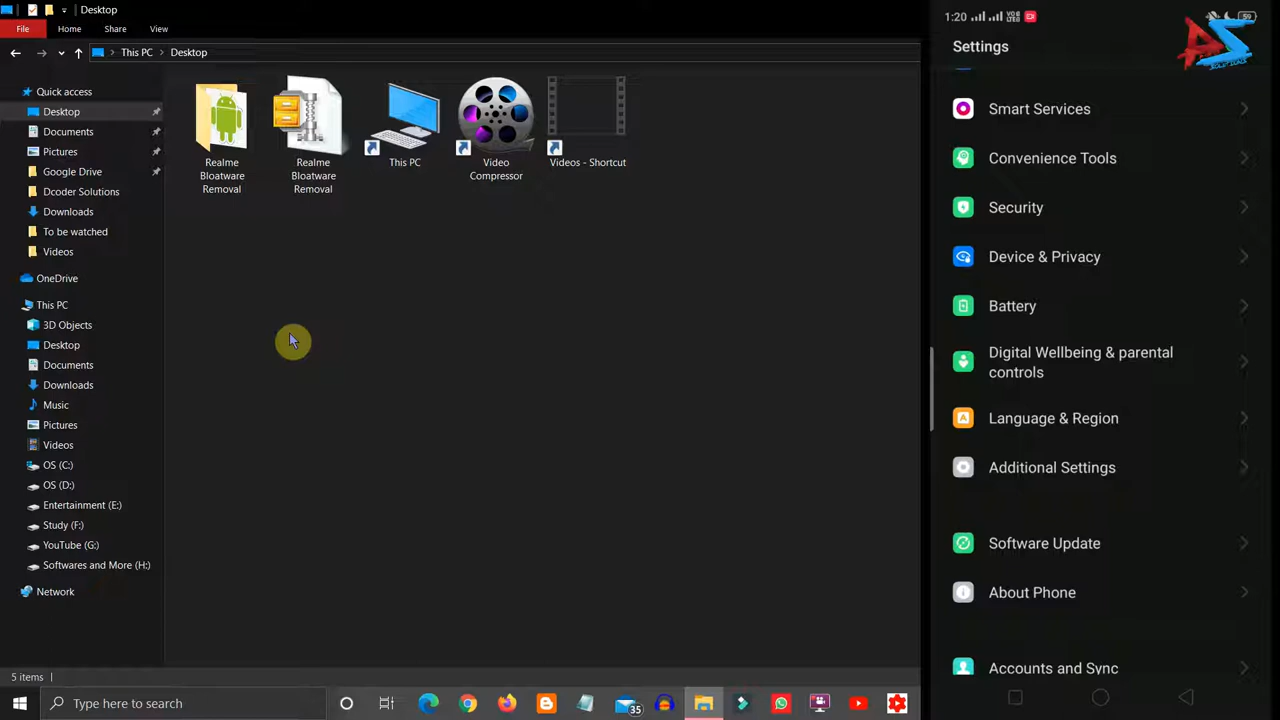 Desktop
File
Home
Share
View
This PC
Desktop
Quick access
Desktop
Documents
Pictures
Google Drive
Dcoder Solutions
Downloads
To be watched
Videos
OneDrive
This PC
3D Objects
Desktop
Documents
Downloads
Music
Pictures
Videos
OS (C:)
OS (D:)
Entertainment (E:)
Study (F:)
YouTube (G:)
Softwares and More (H:)
Network
Realme
Bloatware
Removal
Realme
Bloatware
Removal
This PC
Video
Compressor
Videos - Shortcut
5 items
Type here to search
35
1:20
59
Settings
Smart Services
Convenience Tools
Security
Device & Privacy
Battery
Digital Wellbeing & parental
controls
Language & Region
Additional Settings
Software Update
About Phone
Accounts and Sync